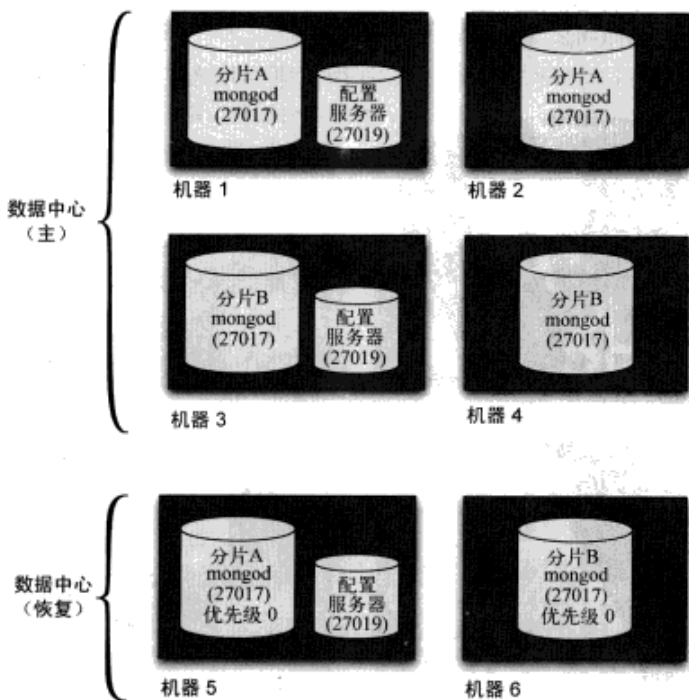 分片A
mongod
(27017)
配置
服务器
(27019)
机器 1
分片A
mongod
(27017)
机器 2
数据中心
（主）
分片B
mongod
(27017)
配置
服务器
(27019)
机器 3
分片B
mongod
(27017)
机器 4
数据中心
（恢复）
分片A
mongod
(27017)
优先级 0
配置
服务器
(27019)
机器 5
分片B
mongod
(27017)
优先级 0
机器 6